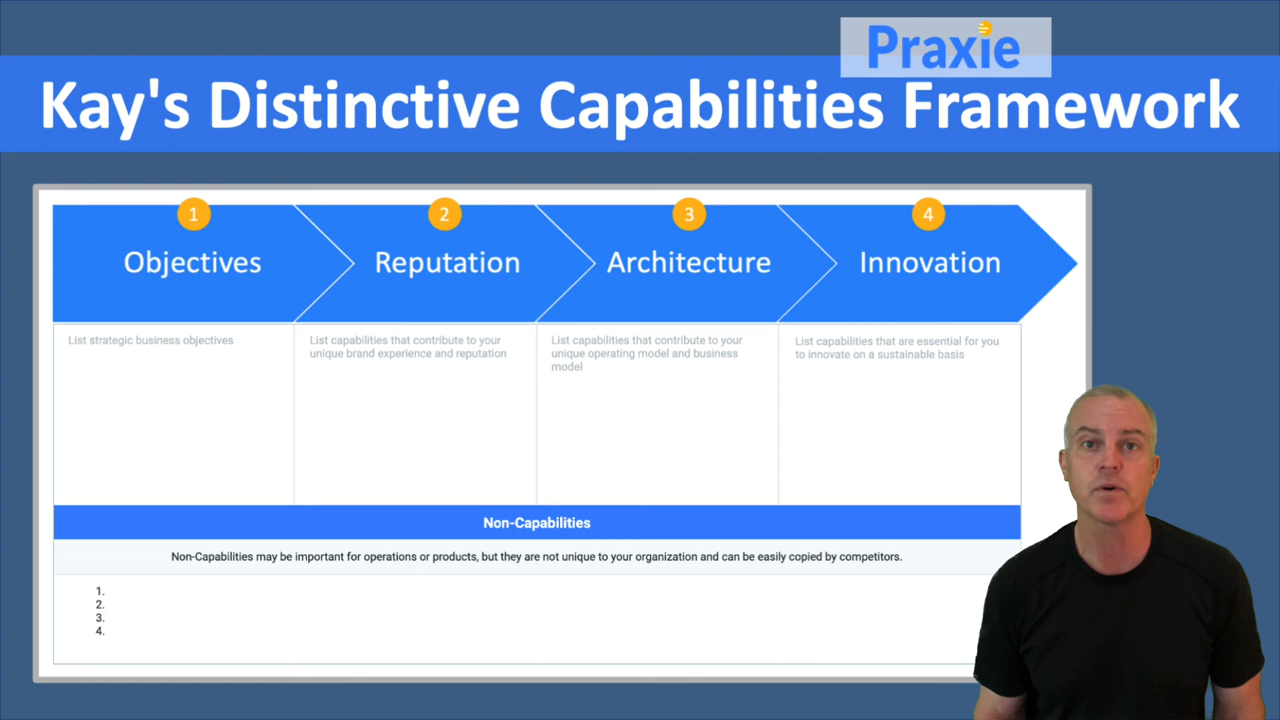 Praxie
Kay's Distinctive Capabilities Framework
1
Objectives
2
Reputation
3
Architecture
4
Innovation
List strategic business objectives
List capabilities that contribute to your
unique brand experience and reputation
List capabilities that contribute to your
unique operating model and business
model
List capabilities that are essential for you
to innovate on a sustainable basis
Non-Capabilities
Non-Capabilities may be important for operations or products, but they are not unique to your organization and can be easily copied by competitors.
1.
2.
3.
4.